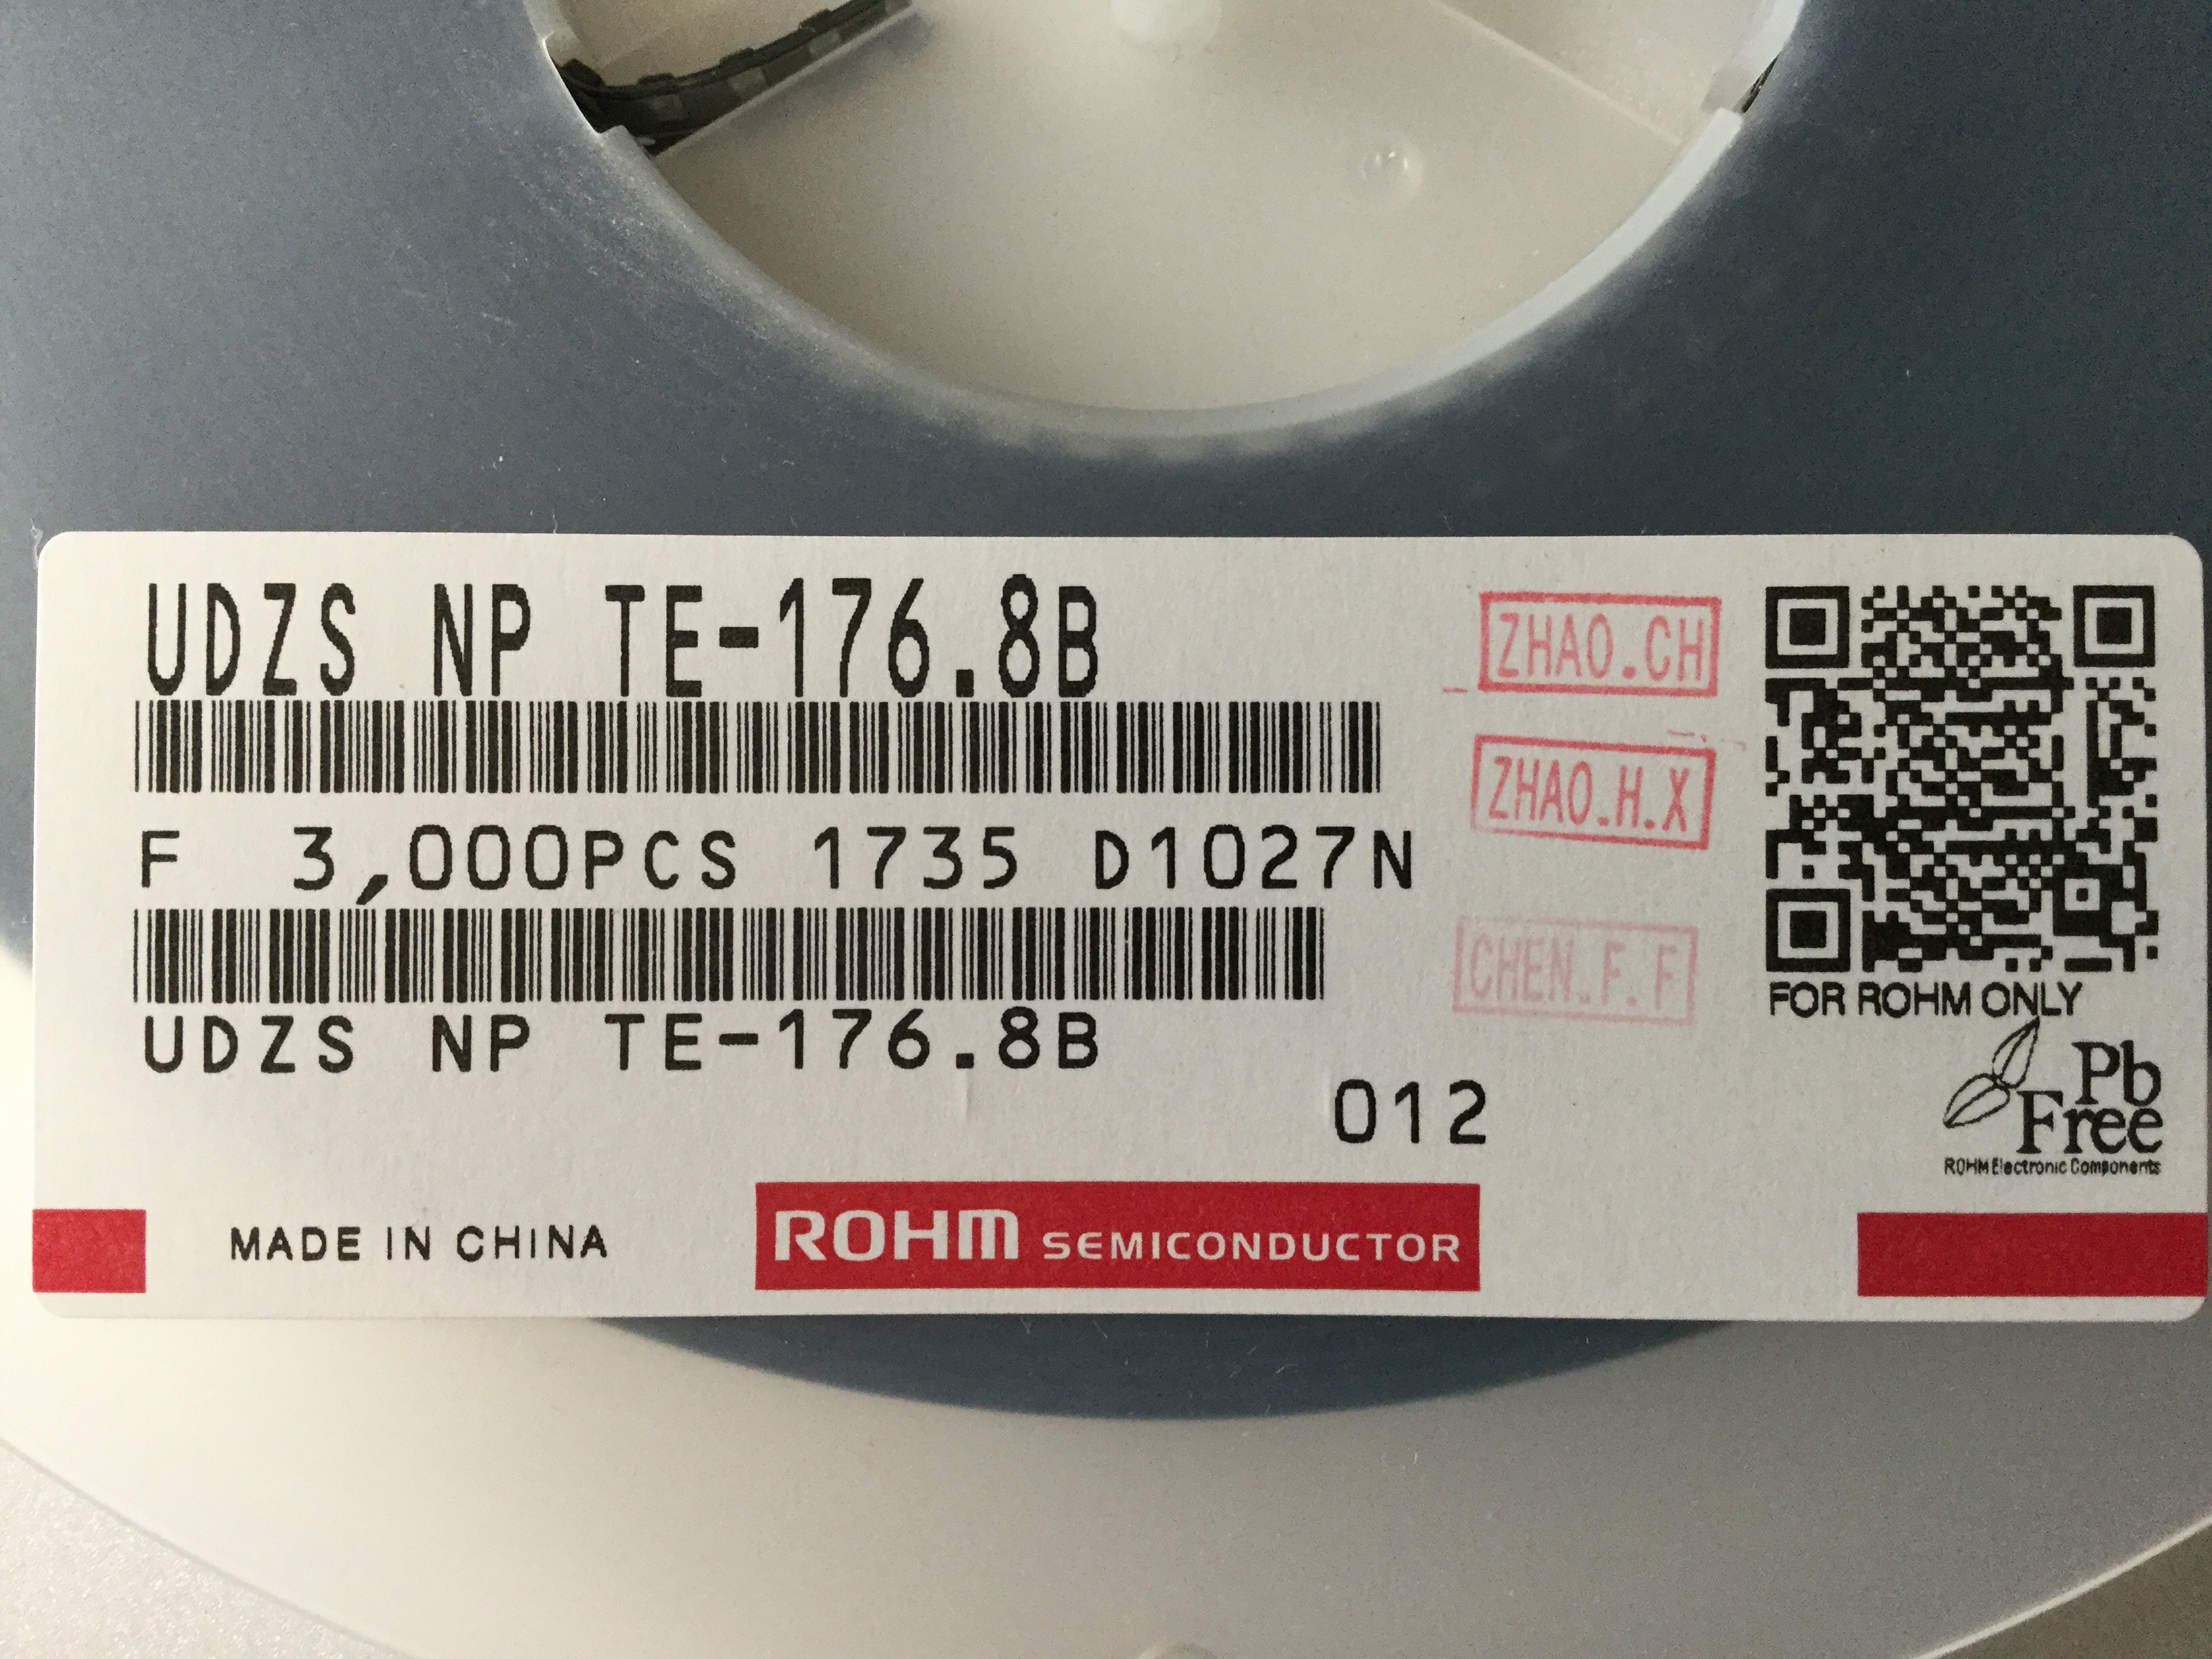 UDZS NP TE-176.8B
ZHAO.CH
ZHAO.H.X
F 3,000PCS 1735 D1027N
CHEN.F.F
FOR ROHM ONLY
UDZS NP TE-176.8B
012
Pb
Free
ROHM Electronic Components
MADE IN CHINA
ROHM SEMICONDUCTOR